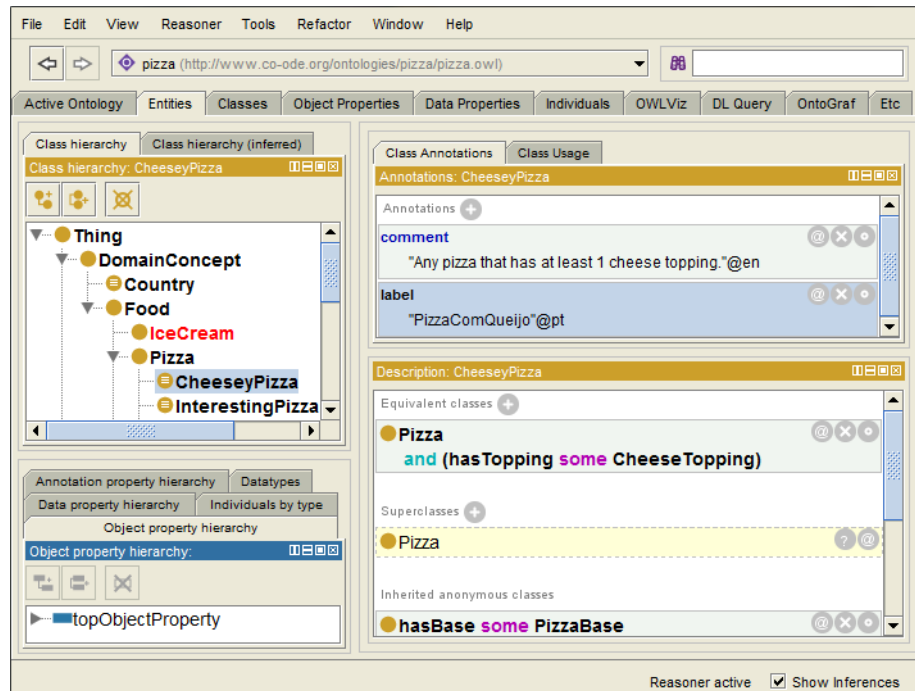 File Edit View Reasoner Tools Refactor Window Help
pizza (http://www.co-ode.org/ontologies/pizza/pizza.owl)
Active Ontology Entities Classes Object Properties Data Properties Individuals OWLViz DL Query OntoGraf Etc
Class hierarchy Class hierarchy (inferred)
Class hierarchy: CheeseyPizza
Thing
DomainConcept
Country
Food
IceCream
Pizza
CheeseyPizza
InterestingPizza
Annotation property hierarchy Datatypes
Data property hierarchy Individuals by type
Object property hierarchy
Object property hierarchy:
topObjectProperty
Class Annotations Class Usage
Annotations: CheeseyPizza
Annotations
comment
"Any pizza that has at least 1 cheese topping."@en
label
"PizzaComQueijo"@pt
Description: CheeseyPizza
Equivalent classes
Pizza
and (hasTopping some CheeseTopping)
Superclasses
Pizza
Inherited anonymous classes
hasBase some PizzaBase
Reasoner active Show Inferences